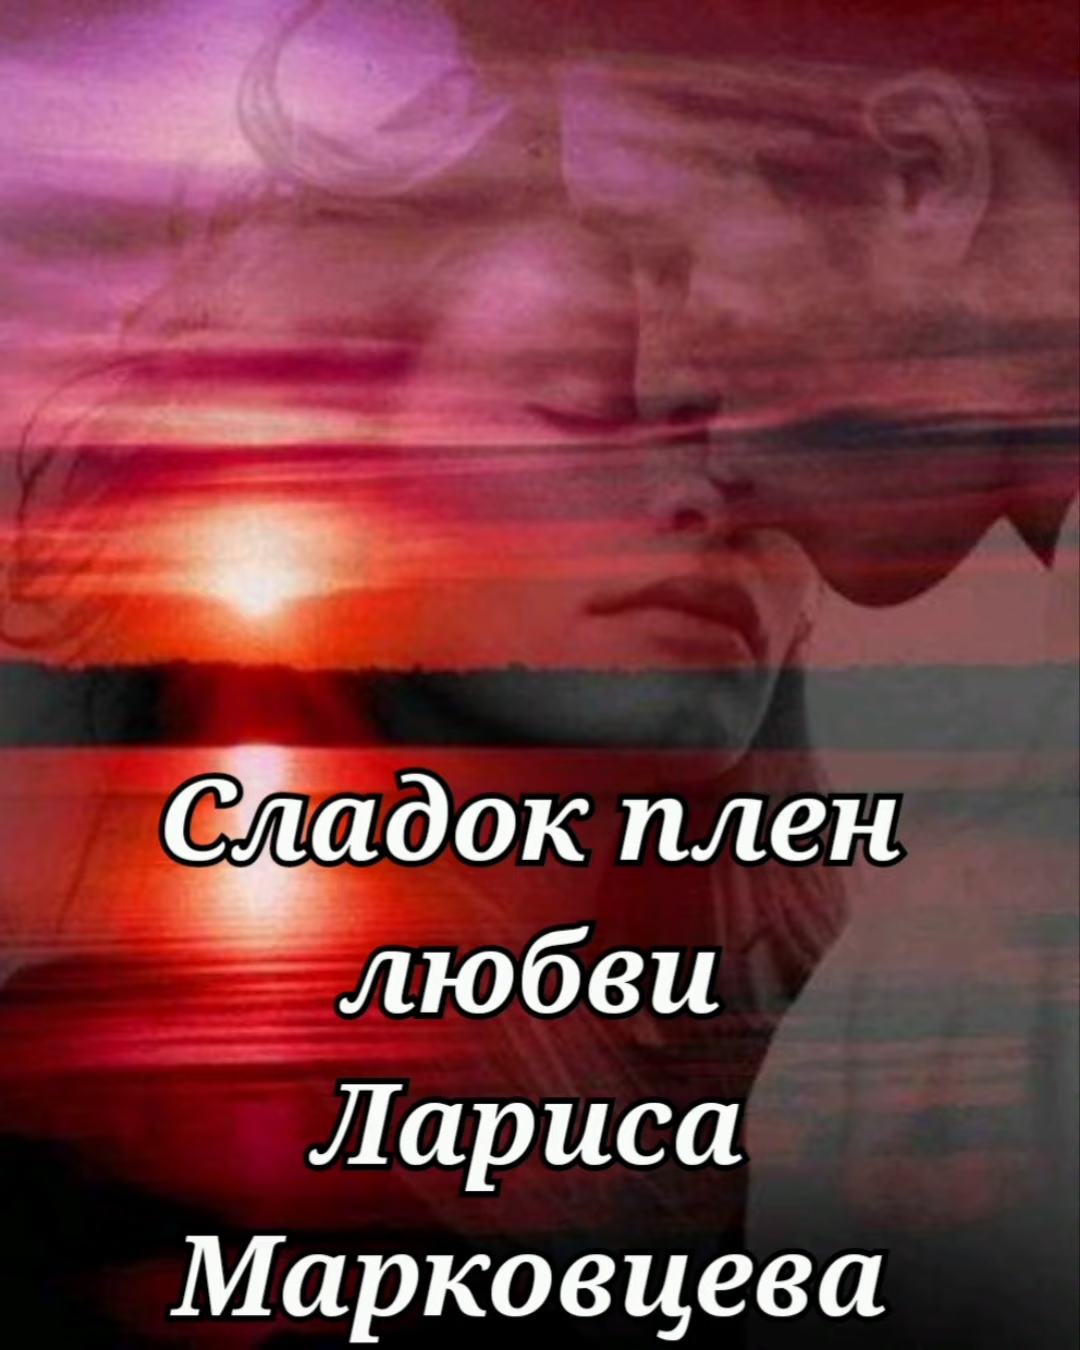 Сладок плен
любви
Лариса
Марковцева